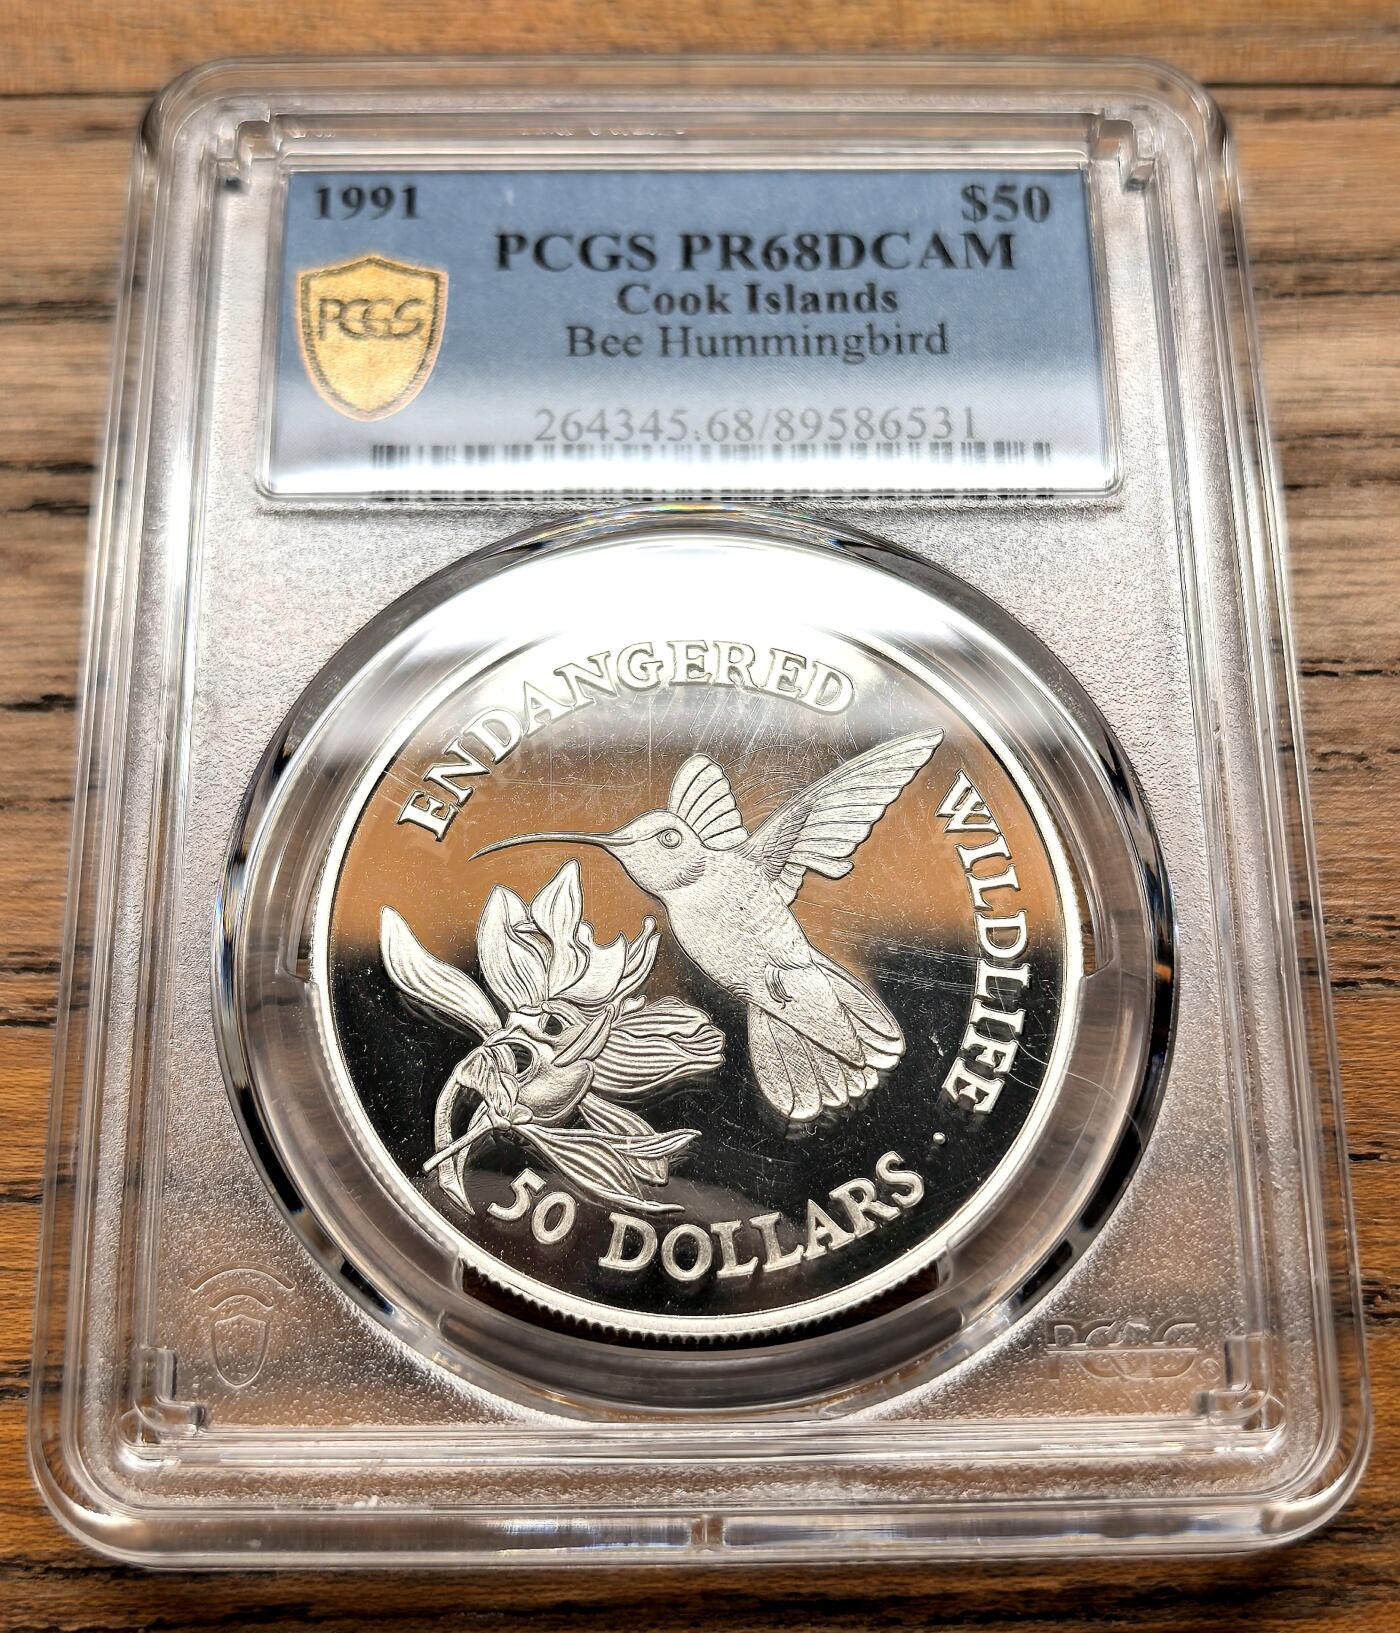 1991 $50
PCGS PR68DCAM
PCGS
Cook Islands
Bee Hummingbird
264345.68/89586531
ENDANGERED WILDLIFE.
50 DOLLARS
PCGS